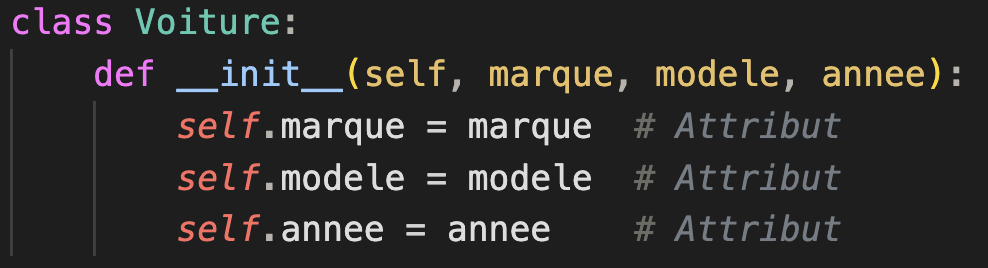 class Voiture:
    def __init__(self, marque, modele, annee):
        self.marque = marque  # Attribut
        self.modele = modele  # Attribut
        self.annee = annee    # Attribut